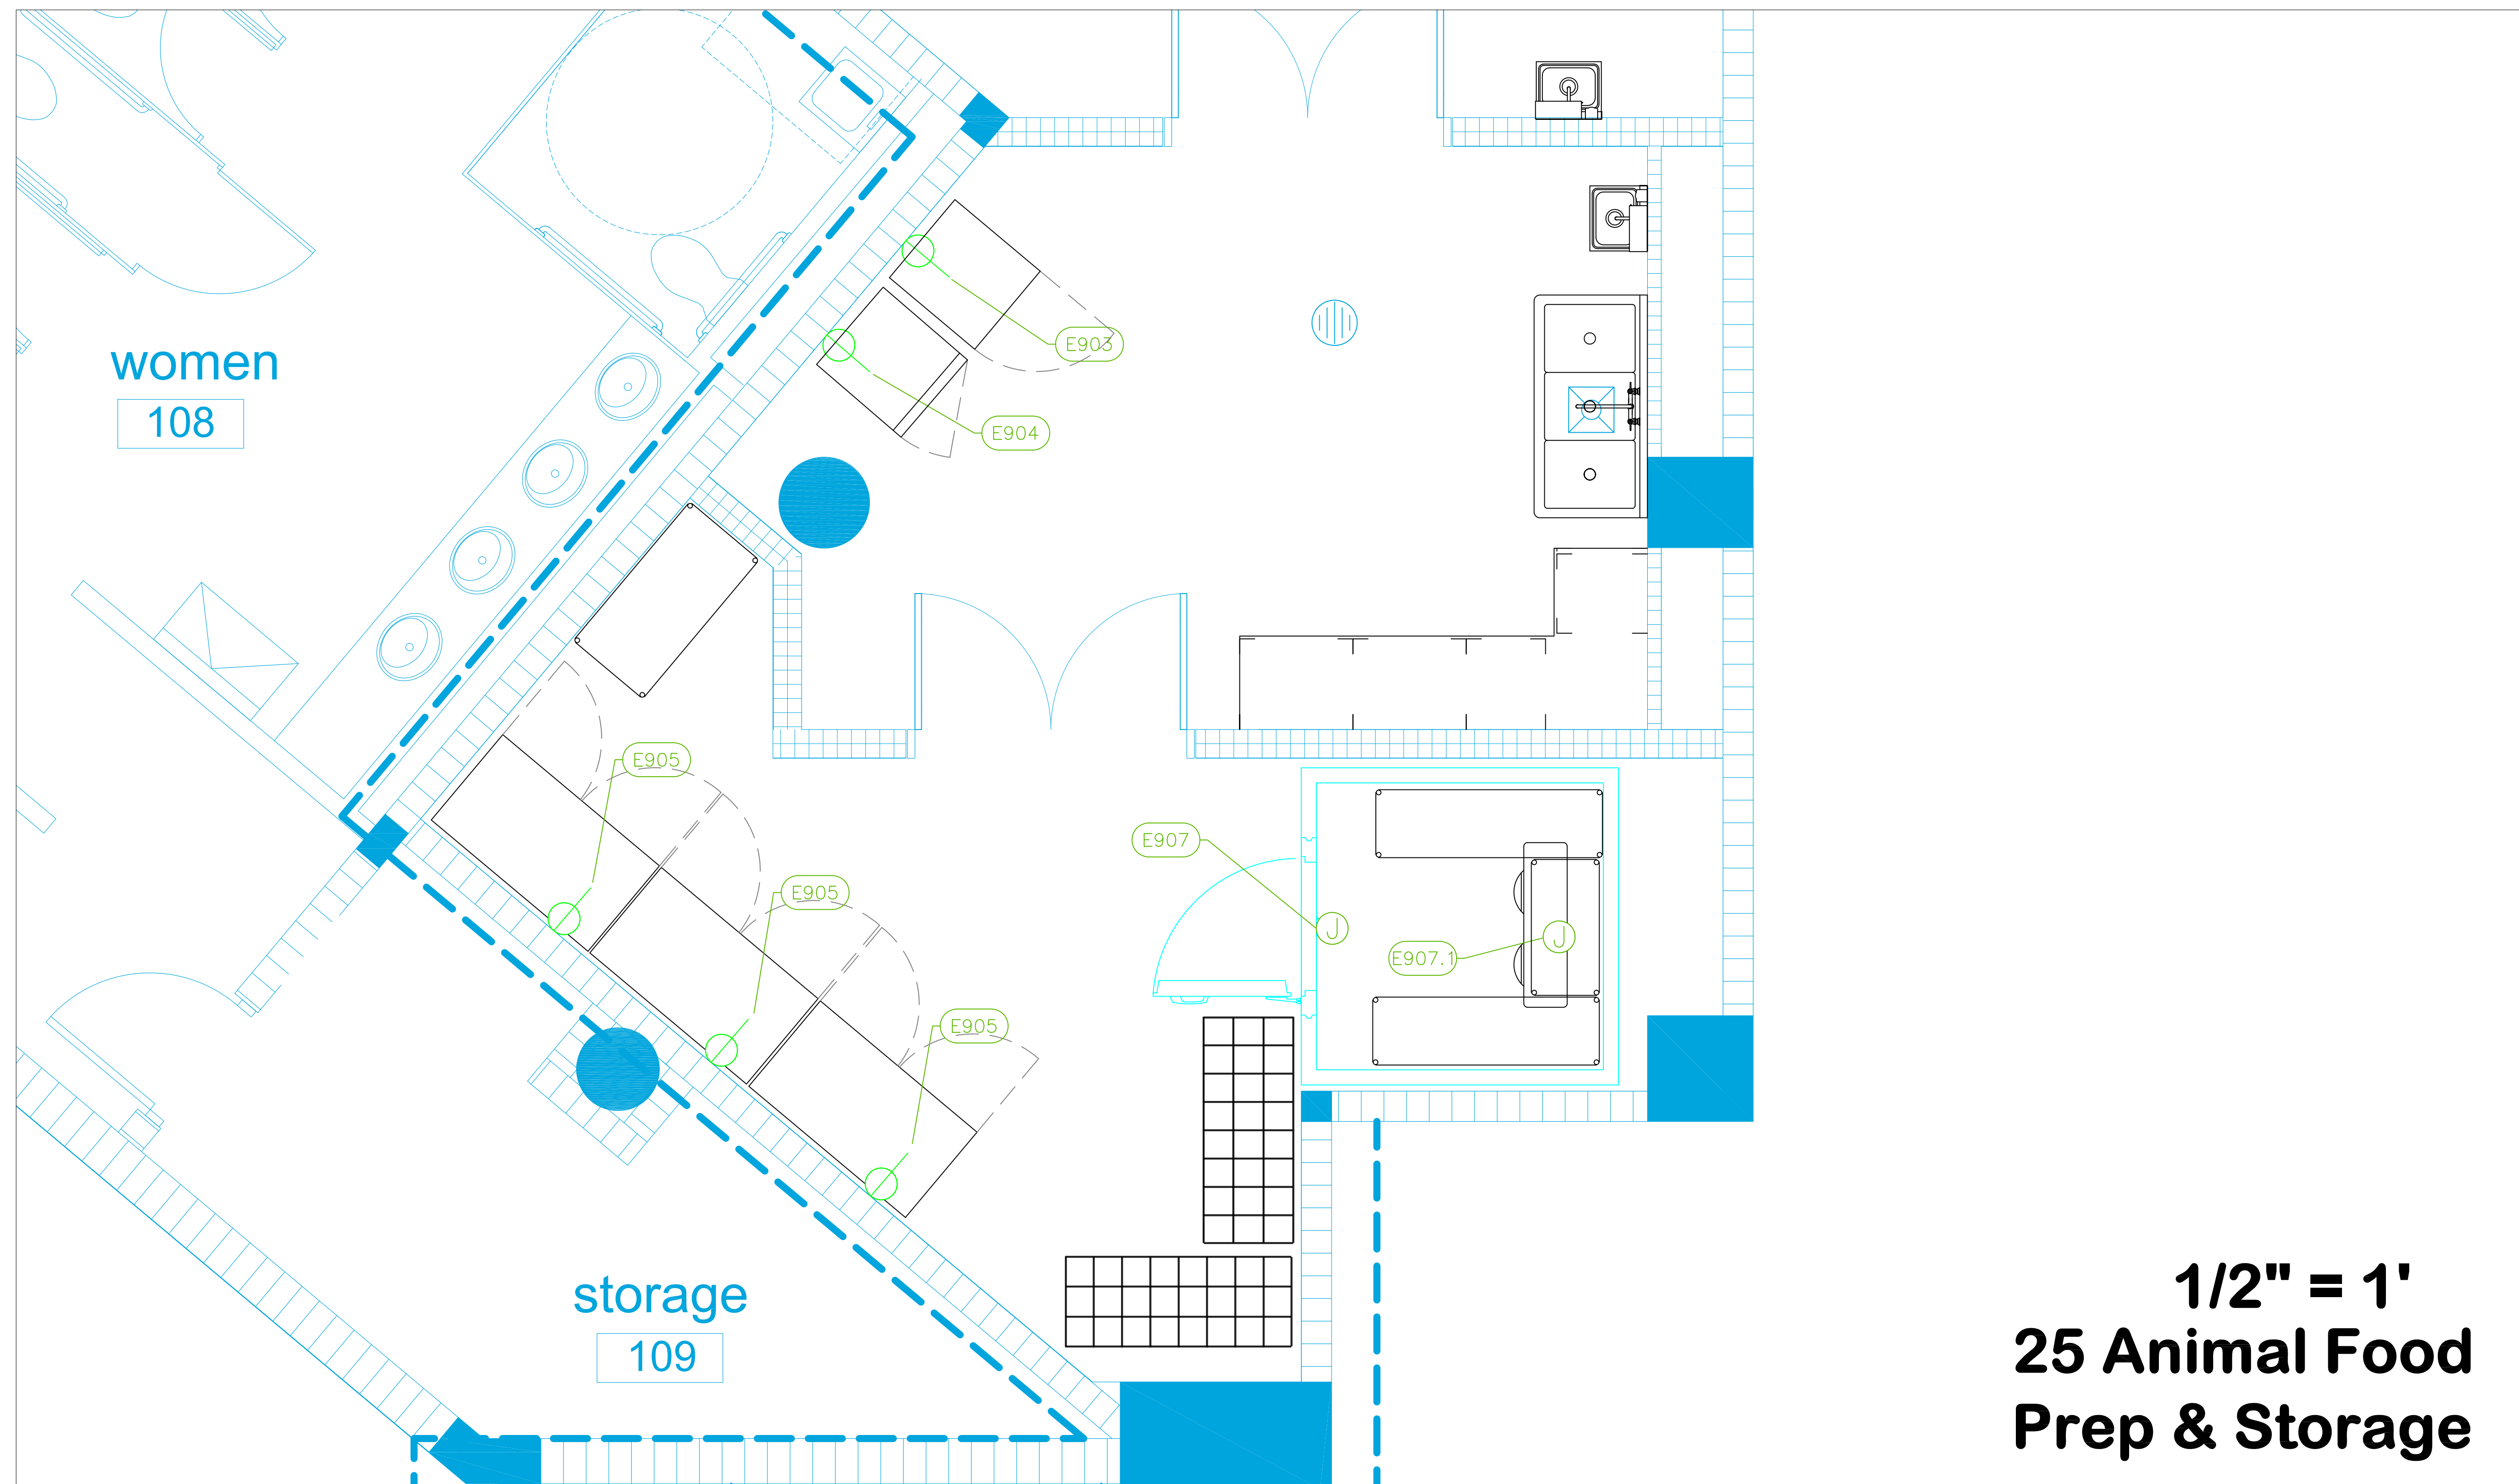 E903
women
108
E904
E905
E907
E905
E907.1
J
J
E905
1/2" = 1'
storage
25 Animal Food
109
Prep & Storage